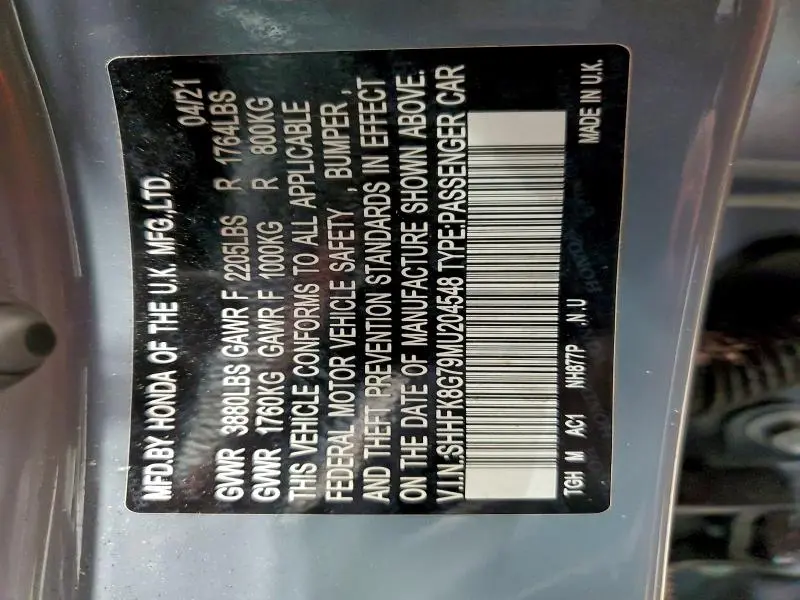 MFD.BY HONDA OF THE U.K. MFG.,LTD. 04/21
GVWR 3880LBS GAWR F 2205LBS R 1764LBS
GVWR 1760KG GAWR F 1000KG R 800KG
THIS VEHICLE CONFORMS TO ALL APPLICABLE
FEDERAL MOTOR VEHICLE SAFETY , BUMPER ,
AND THEFT PREVENTION STANDARDS IN EFFECT
ON THE DATE OF MANUFACTURE SHOWN ABOVE.
V.I.N.:SHHFK8G79MU204548 TYPE:PASSENGER CAR
TGH M AC1 NH877P .N.U MADE IN U.K.